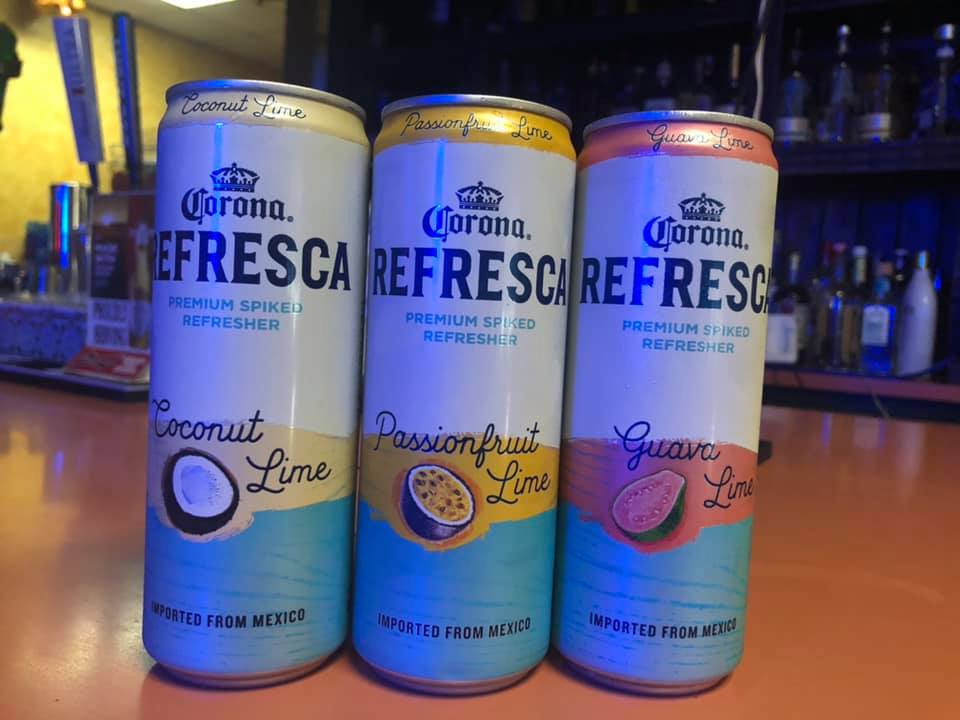 Coconut Lime
Corona.
REFRESCA
PREMIUM SPIKED
REFRESHER
Coconut
Lime
IMPORTED FROM MEXICO
Passionfruit Lime
Corona.
REFRESCA
PREMIUM SPIKED
REFRESHER
Passionfruit
Lime
IMPORTED FROM MEXICO
Guava Lime
Corona.
REFRESCA
PREMIUM SPIKED
REFRESHER
Guava
Lime
IMPORTED FROM MEXICO